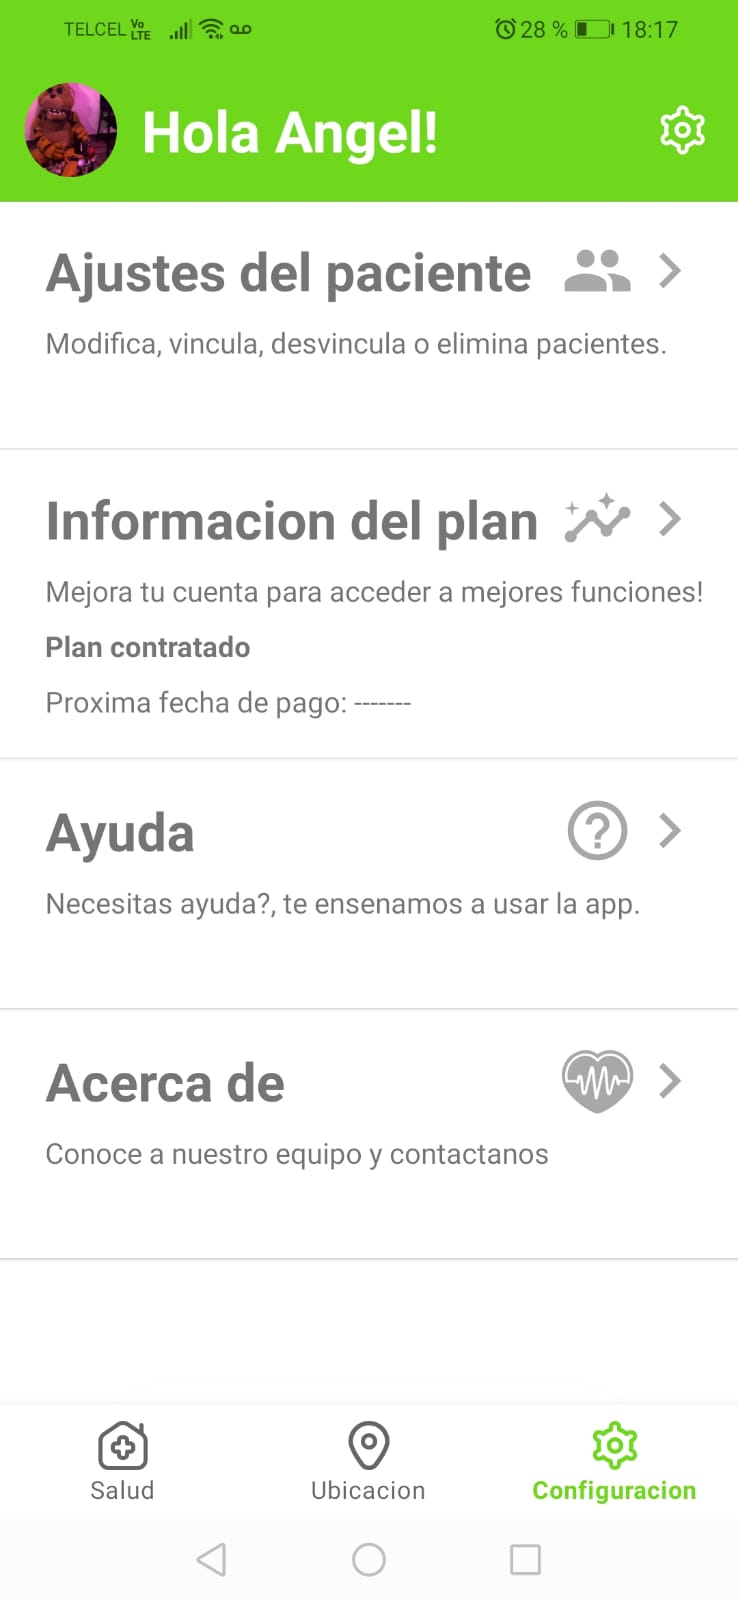 TELCEL Vo LTE 28 % 18:17
Hola Angel!
Ajustes del paciente
Modifica, vincula, desvincula o elimina pacientes.
Informacion del plan
Mejora tu cuenta para acceder a mejores funciones!
Plan contratado
Proxima fecha de pago: -------
Ayuda
Necesitas ayuda?, te ensenamos a usar la app.
Acerca de
Conoce a nuestro equipo y contactanos
Salud Ubicacion Configuracion